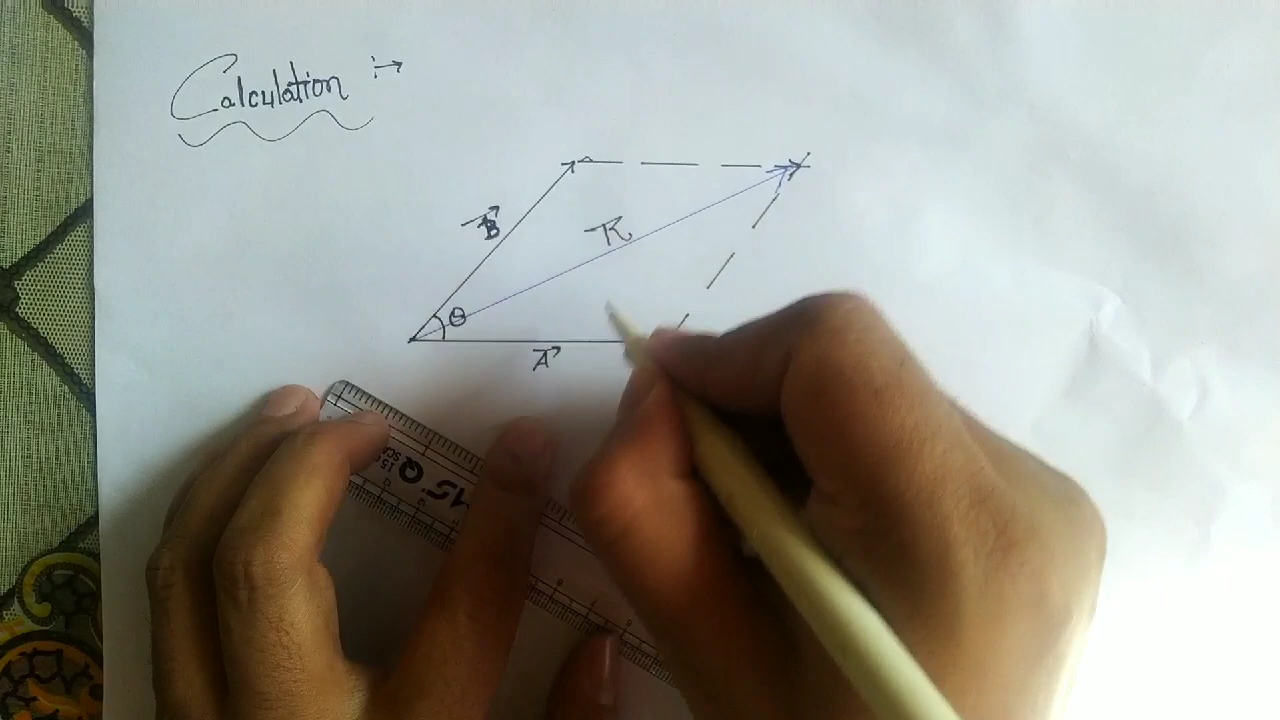 Calculation :→
B
R
θ
A